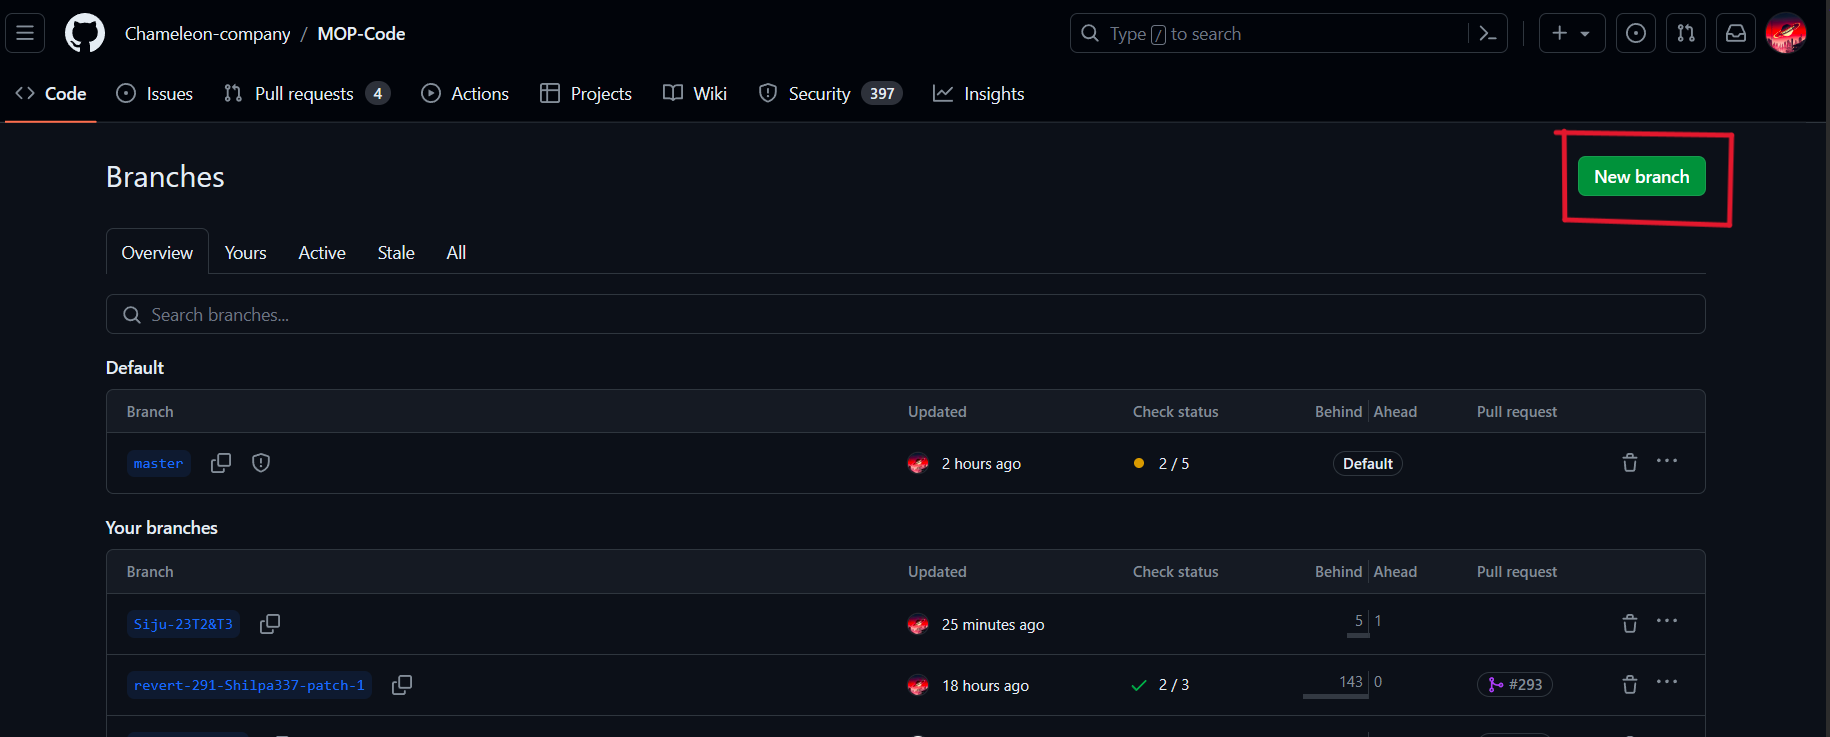 Chameleon-company / MOP-Code
Type / to search
Code Issues Pull requests 4 Actions Projects Wiki Security 397 Insights
Branches
New branch
Overview Yours Active Stale All
Search branches...
Default
Branch Updated Check status Behind Ahead Pull request
master 2 hours ago 2 / 5 Default
Your branches
Branch Updated Check status Behind Ahead Pull request
Siju-23T2&T3 25 minutes ago 5 1
revert-291-Shilpa337-patch-1 18 hours ago 2 / 3 143 0 #293